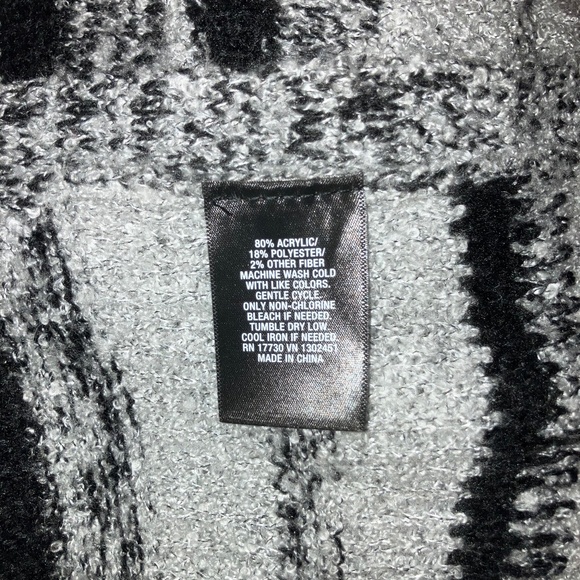 80% ACRYLIC/
18% POLYESTER/
2% OTHER FIBER
MACHINE WASH COLD
WITH LIKE COLORS.
GENTLE CYCLE.
ONLY NON-CHLORINE
BLEACH IF NEEDED.
TUMBLE DRY LOW.
COOL IRON IF NEEDED.
RN 17730 VN 1302451
MADE IN CHINA